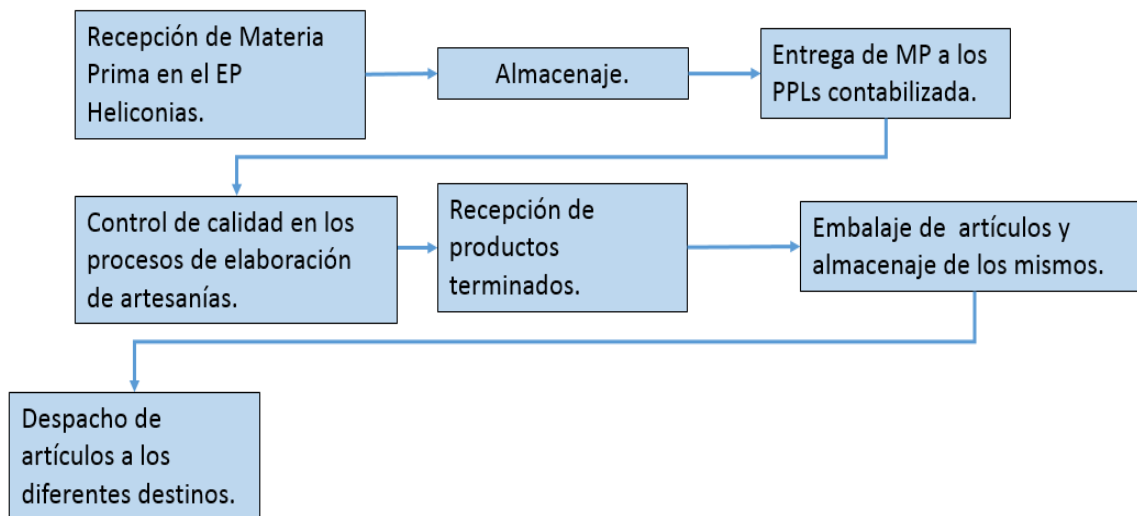 Recepción de Materia
Prima en el EP
Heliconias.
Almacenaje.
Entrega de MP a los
PPLs contabilizada.
Control de calidad en los
procesos de elaboración
de artesanías.
Recepción de
productos
terminados.
Embalaje de  artículos y
almacenaje de los mismos.
Despacho de
artículos a los
diferentes destinos.